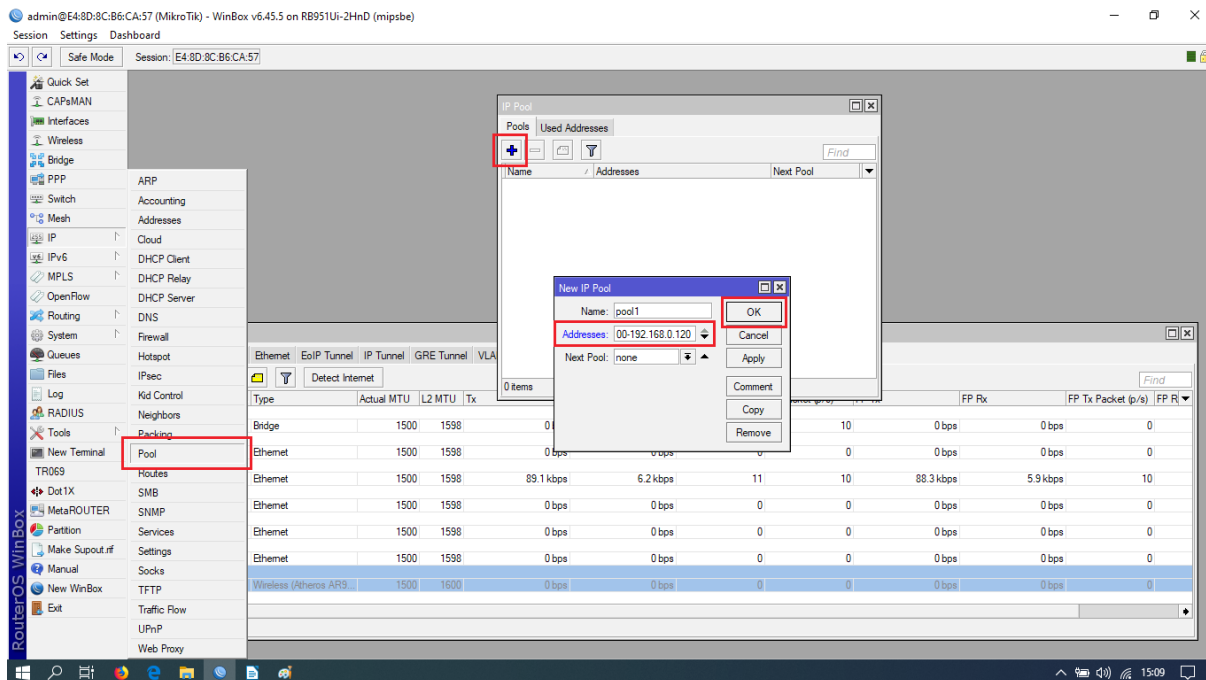 admin@E4:8D:8C:B6:CA:57 (MikroTik) - WinBox v6.45.5 on RB951Ui-2HnD (mipsbe)
Session Settings Dashboard
Safe Mode Session: E4:8D:8C:B6:CA:57
Quick Set
CAPsMAN
Interfaces
Wireless
Bridge
PPP
Switch
Mesh
IP
IPv6
MPLS
OpenFlow
Routing
System
Queues
Files
Log
RADIUS
Tools
New Terminal
TR069
Dot1X
MetaROUTER
Partition
Make Supout.rif
Manual
New WinBox
Exit
RouterOS WinBox
ARP
Accounting
Addresses
Cloud
DHCP Client
DHCP Relay
DHCP Server
DNS
Firewall
Hotspot
IPsec
Kid Control
Neighbors
Packing
Pool
Routes
SMB
SNMP
Services
Settings
Socks
TFTP
Traffic Flow
UPnP
Web Proxy
IP Pool
Pools Used Addresses
Find
Name Addresses Next Pool
0 items
New IP Pool
Name: pool1
Addresses: 00-192.168.0.120
Next Pool: none
OK
Cancel
Apply
Comment
Copy
Remove
Ethernet EoIP Tunnel IP Tunnel GRE Tunnel VLA
Detect Internet Find
Type Actual MTU L2 MTU Tx FP Rx FP Tx Packet (p/s) FP R
Bridge 1500 1598 0 10 0 bps 0 bps 0
Ethernet 1500 1598 0 bps 0 bps 0 0 0 bps 0 bps 0
Ethernet 1500 1598 89.1 kbps 6.2 kbps 11 10 88.3 kbps 5.9 kbps 10
Ethernet 1500 1598 0 bps 0 bps 0 0 0 bps 0 bps 0
Ethernet 1500 1598 0 bps 0 bps 0 0 0 bps 0 bps 0
Ethernet 1500 1598 0 bps 0 bps 0 0 0 bps 0 bps 0
Wireless (Atheros AR9... 1500 1600 0 bps 0 bps 0 0 0 bps 0 bps 0
15:09